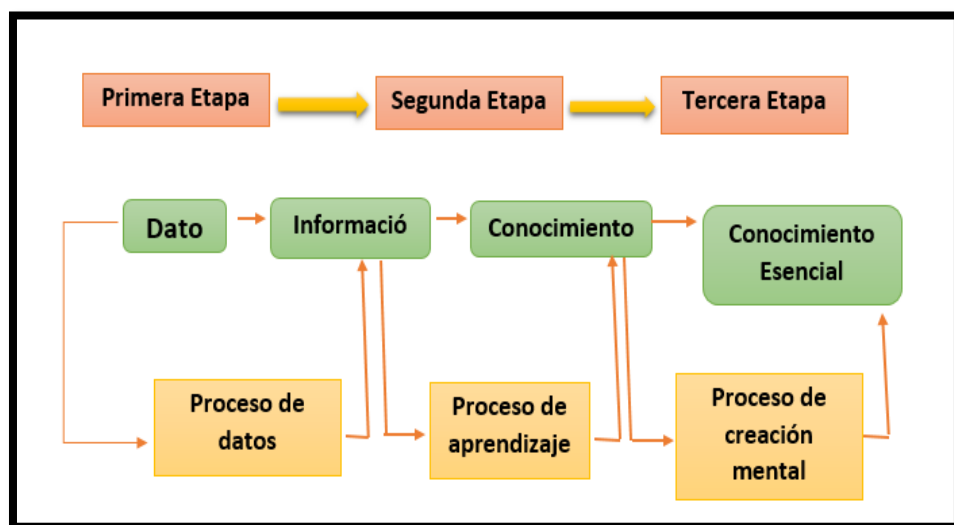 Primera Etapa
Segunda Etapa
Tercera Etapa
Dato
Informació
Conocimiento
Conocimiento
Esencial
Proceso de
datos
Proceso de
aprendizaje
Proceso de
creación
mental